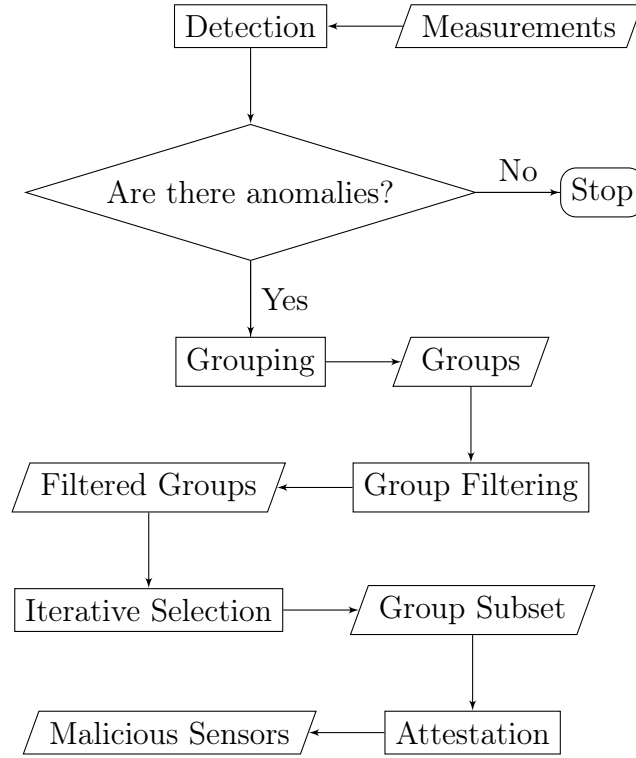 Detection
Measurements
Are there anomalies?
No
Stop
Yes
Grouping
Groups
Filtered Groups
Group Filtering
Iterative Selection
Group Subset
Malicious Sensors
Attestation